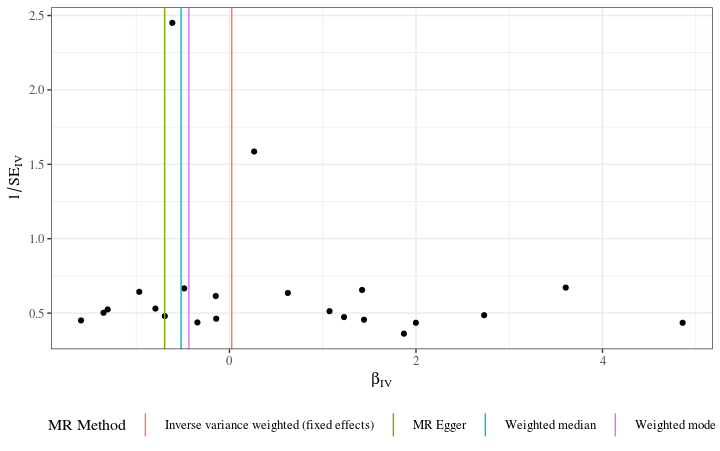 2.5
2.0
1.5
1.0
0.5
1/SE_IV
0 2 4
β_IV
MR Method Inverse variance weighted (fixed effects) MR Egger Weighted median Weighted mode